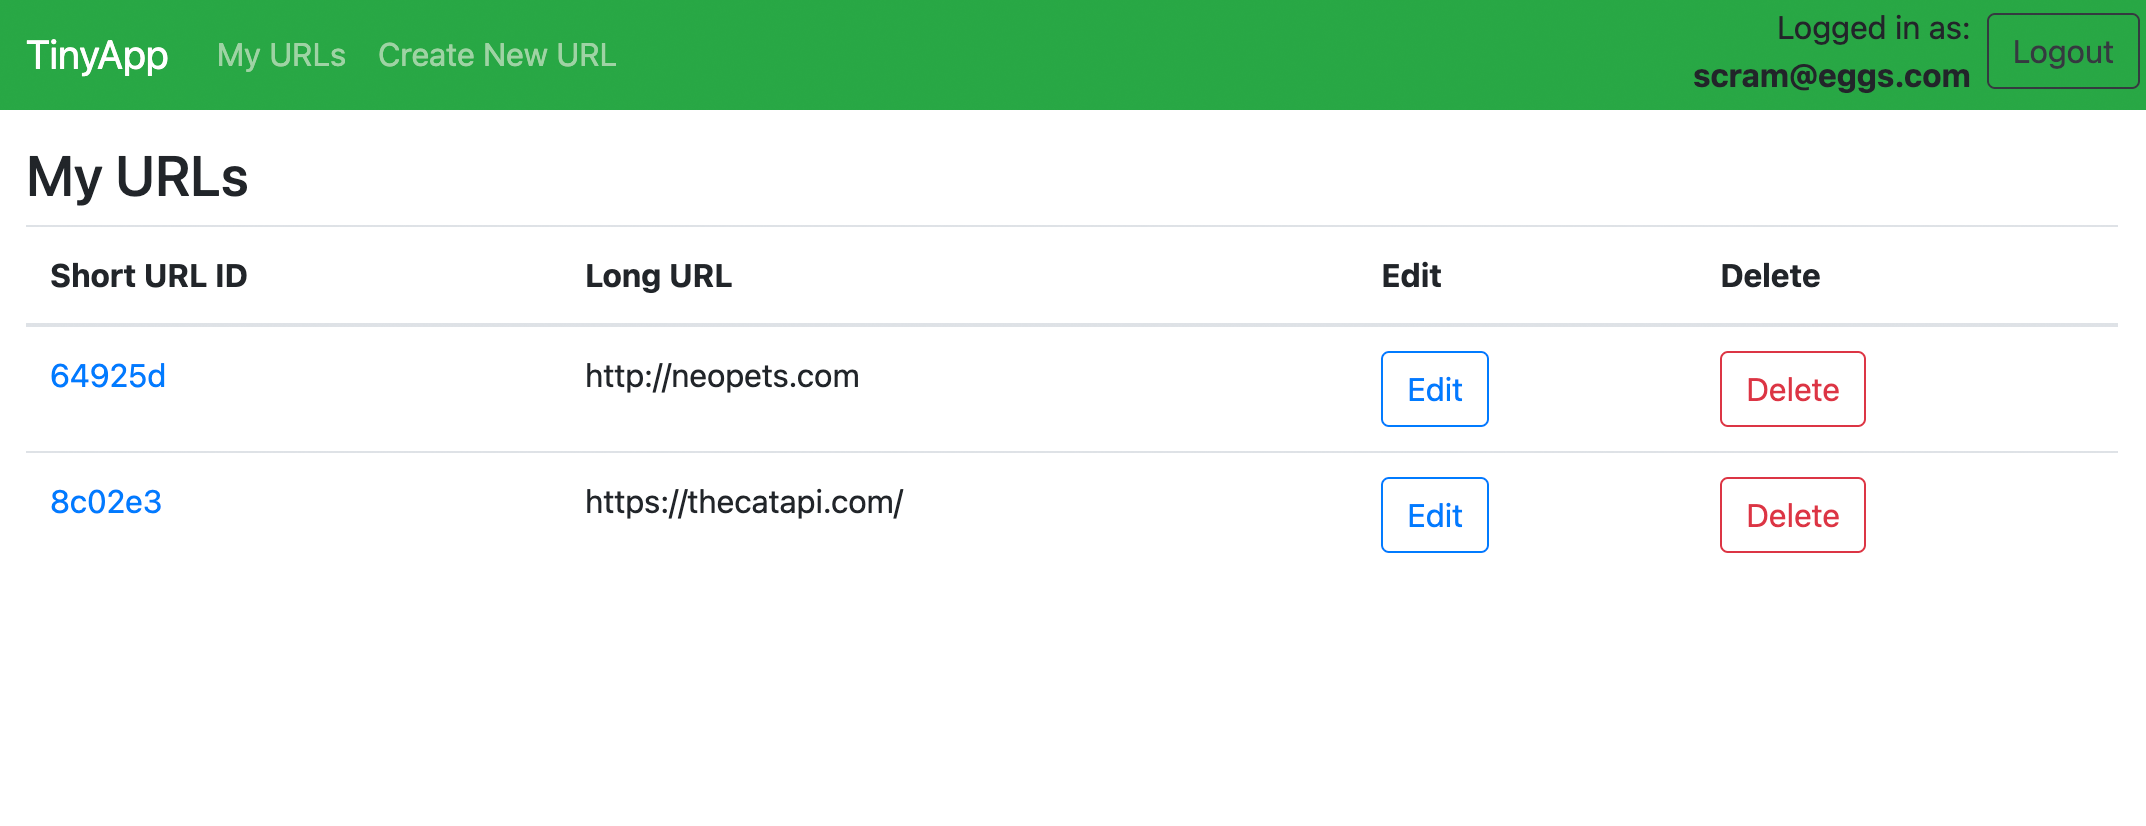 TinyApp My URLs Create New URL Logged in as: Logout
scram@eggs.com
My URLs
Short URL ID Long URL Edit Delete
64925d http://neopets.com Edit Delete
8c02e3 https://thecatapi.com/ Edit Delete